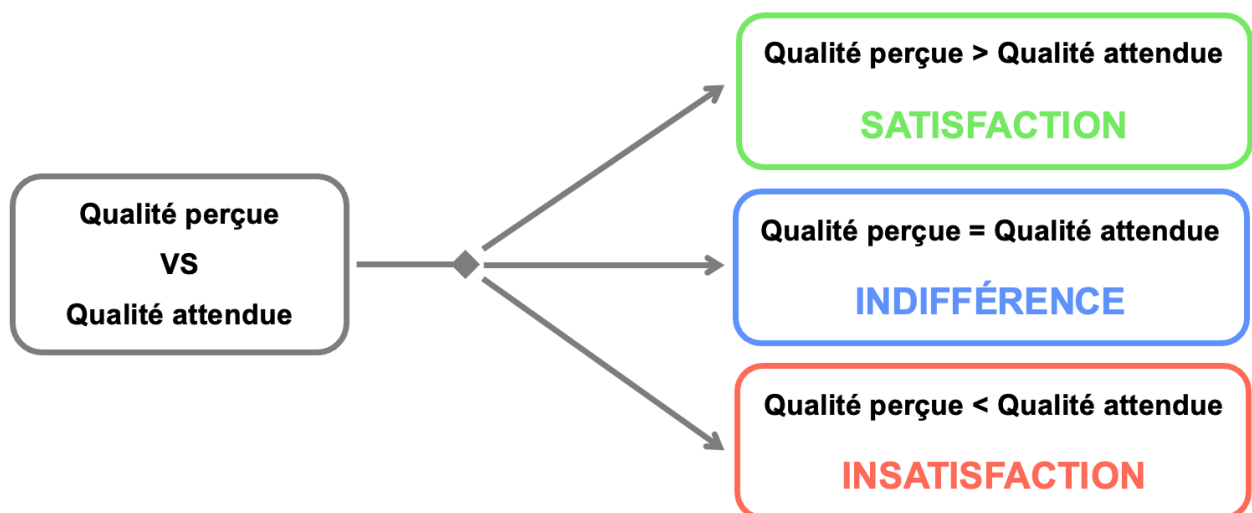 Qualité perçue
VS
Qualité attendue
Qualité perçue > Qualité attendue
SATISFACTION
Qualité perçue = Qualité attendue
INDIFFÉRENCE
Qualité perçue < Qualité attendue
INSATISFACTION